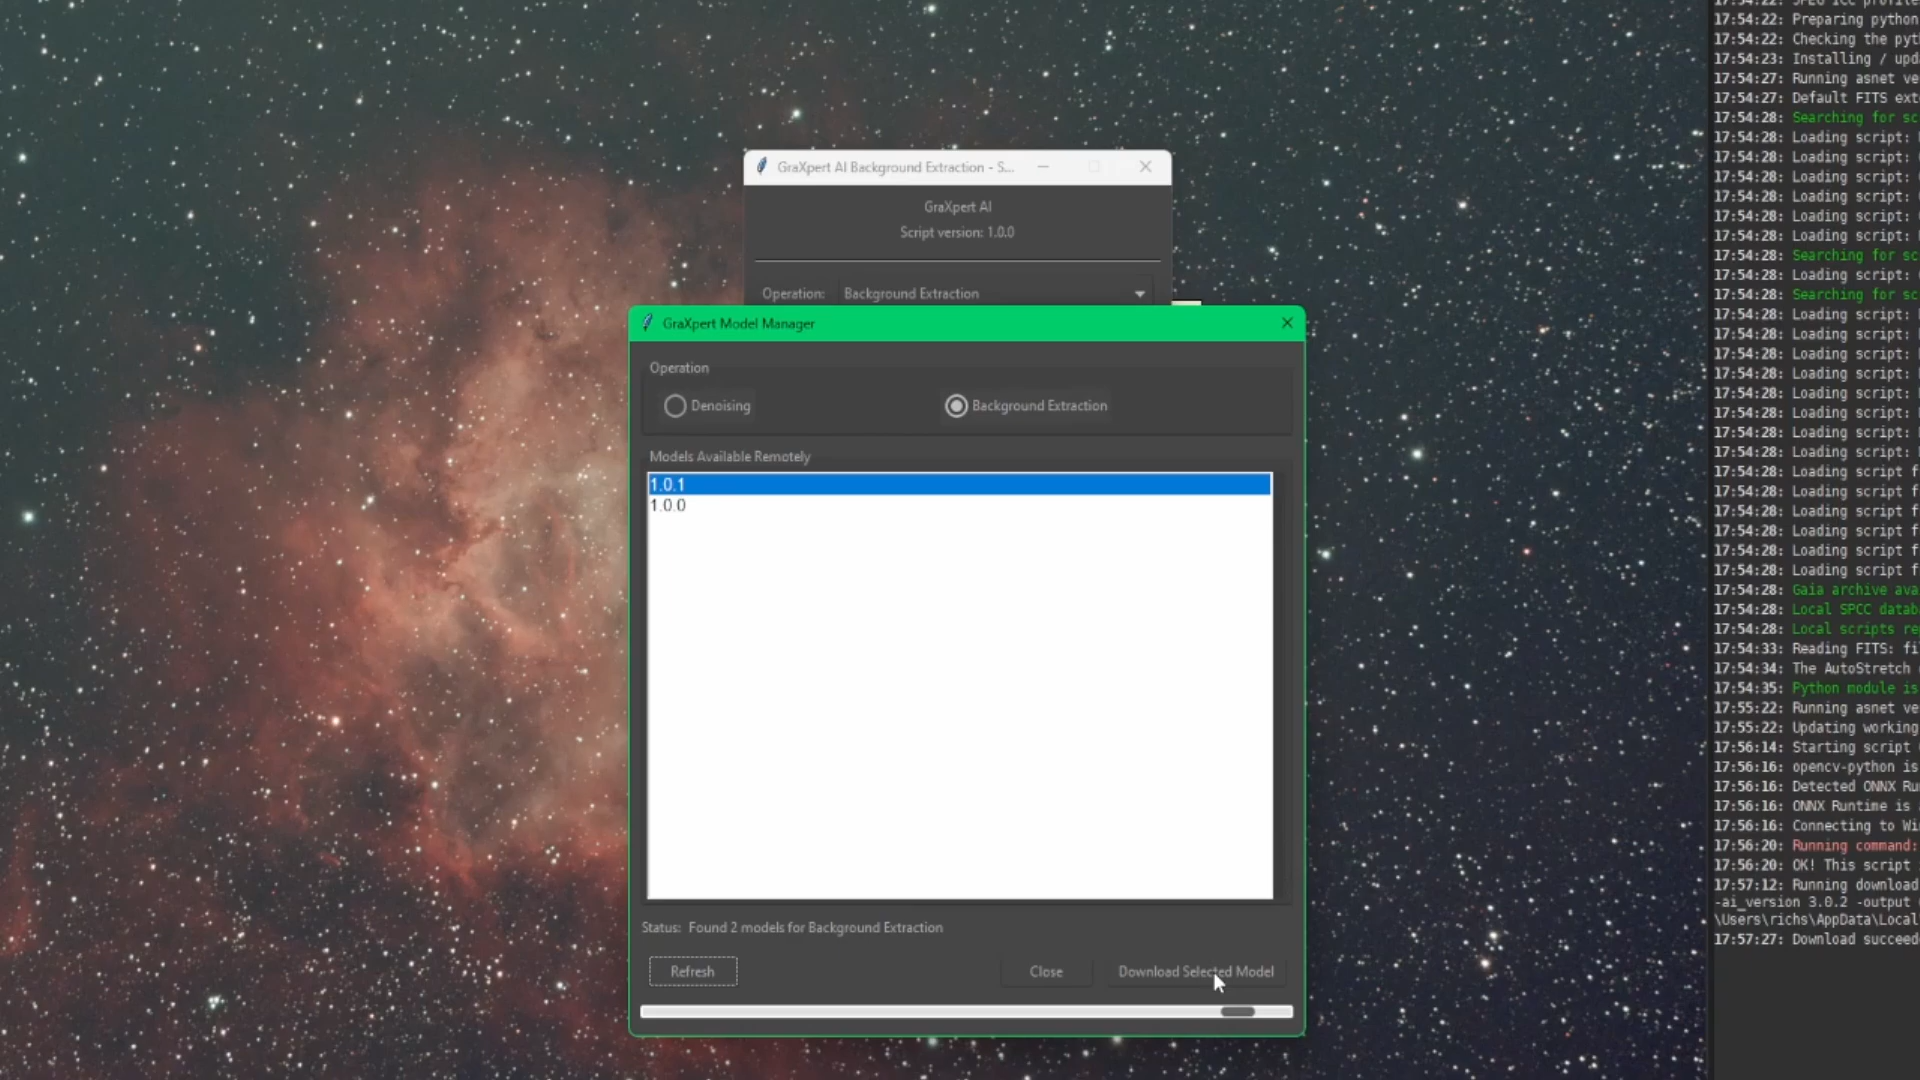 GraXpert AI Background Extraction - S...
GraXpert AI
Script version: 1.0.0
Operation: Background Extraction
GraXpert Model Manager
Operation
Denoising
Background Extraction
Models Available Remotely
1.0.1
1.0.0
Status: Found 2 models for Background Extraction
Refresh
Close
Download Selected Model
17:54:22: JPEG ICC profile
17:54:22: Preparing python
17:54:22: Checking the pyt
17:54:23: Installing / upd
17:54:27: Running asnet ve
17:54:27: Default FITS ext
17:54:28: Searching for sc
17:54:28: Loading script:
17:54:28: Loading script:
17:54:28: Loading script:
17:54:28: Loading script:
17:54:28: Loading script:
17:54:28: Loading script:
17:54:28: Searching for sc
17:54:28: Loading script:
17:54:28: Searching for sc
17:54:28: Loading script:
17:54:28: Loading script:
17:54:28: Loading script:
17:54:28: Loading script:
17:54:28: Loading script:
17:54:28: Loading script:
17:54:28: Loading script:
17:54:28: Loading script:
17:54:28: Loading script f
17:54:28: Loading script f
17:54:28: Loading script f
17:54:28: Loading script f
17:54:28: Loading script f
17:54:28: Loading script f
17:54:28: Gaia archive ava
17:54:28: Local SPCC datab
17:54:28: Local scripts re
17:54:33: Reading FITS: fi
17:54:34: The AutoStretch
17:54:35: Python module is
17:55:22: Running asnet ve
17:55:22: Updating working
17:56:14: Starting script
17:56:16: opencv-python is
17:56:16: Detected ONNX Ru
17:56:16: ONNX Runtime is
17:56:16: Connecting to Wi
17:56:20: Running command:
17:56:20: OK! This script
17:57:12: Running download
-ai_version 3.0.2 -output
\Users\richs\AppData\Local
17:57:27: Download succeed